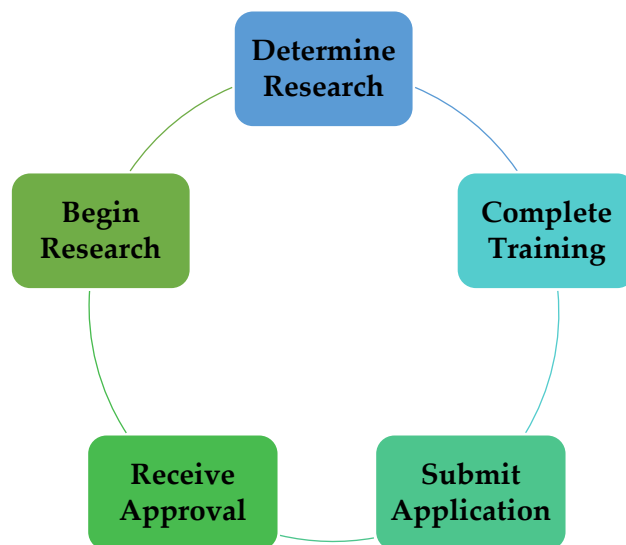 Determine
Research
Complete
Training
Submit
Application
Receive
Approval
Begin
Research